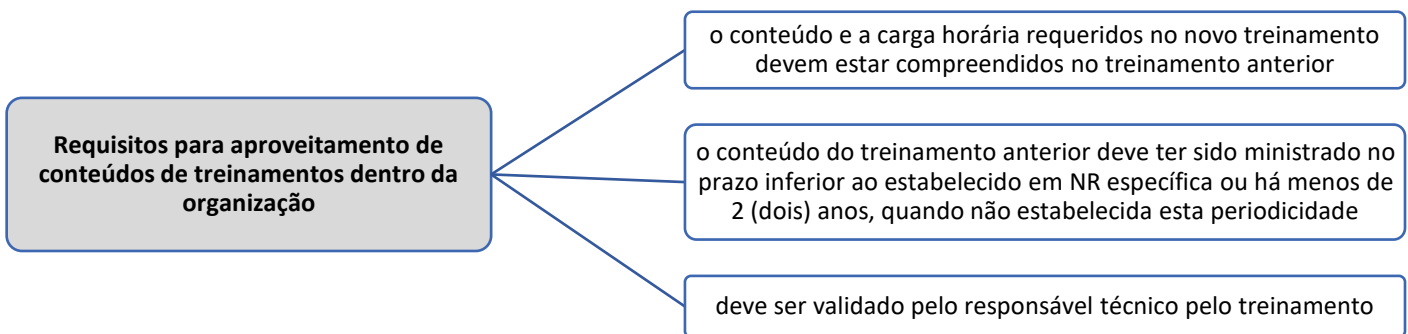 Requisitos para aproveitamento de
conteúdos de treinamentos dentro da
organização
o conteúdo e a carga horária requeridos no novo treinamento
devem estar compreendidos no treinamento anterior
o conteúdo do treinamento anterior deve ter sido ministrado no
prazo inferior ao estabelecido em NR específica ou há menos de
2 (dois) anos, quando não estabelecida esta periodicidade
deve ser validado pelo responsável técnico pelo treinamento